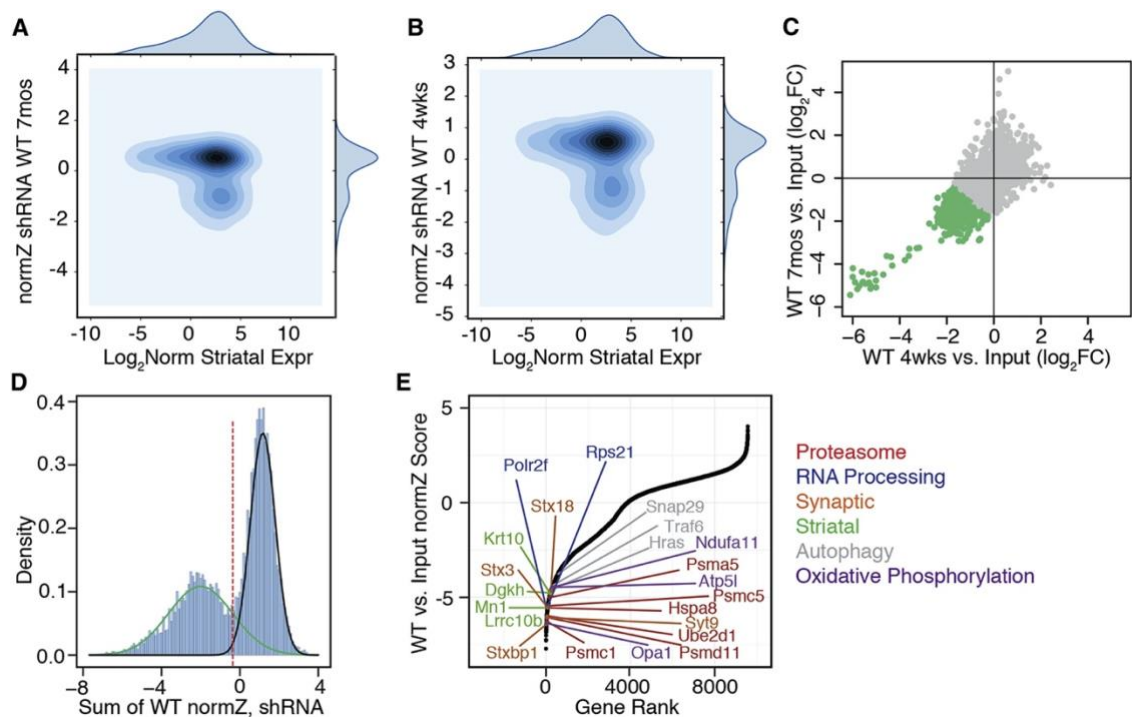 A
normZ shRNA WT 7mos
4
2
0
-2
-4
-10 -5 0 5 10
Log2Norm Striatal Expr
B
normZ shRNA WT 4wks
3
2
1
0
-1
-2
-3
-4
-5
-10 -5 0 5 10
Log2Norm Striatal Expr
C
WT 7mos vs. Input (log2FC)
4
2
0
−2
−4
−6
−6 −4 −2 0 2 4
WT 4wks vs. Input (log2FC)
D
Density
0.4
0.3
0.2
0.1
0.0
−8 −4 0 4
Sum of WT normZ, shRNA
E
WT vs. Input normZ Score
5
0
-5
Rps21
Polr2f
Stx18
Snap29
Traf6
Hras
Ndufa11
Krt10
Psma5
Stx3
Atp5l
Dgkh
Psmc5
Mn1
Hspa8
Lrrc10b
Syt9
Ube2d1
Stxbp1
Psmc1
Opa1
Psmd11
0 4000 8000
Gene Rank
Proteasome
RNA Processing
Synaptic
Striatal
Autophagy
Oxidative Phosphorylation